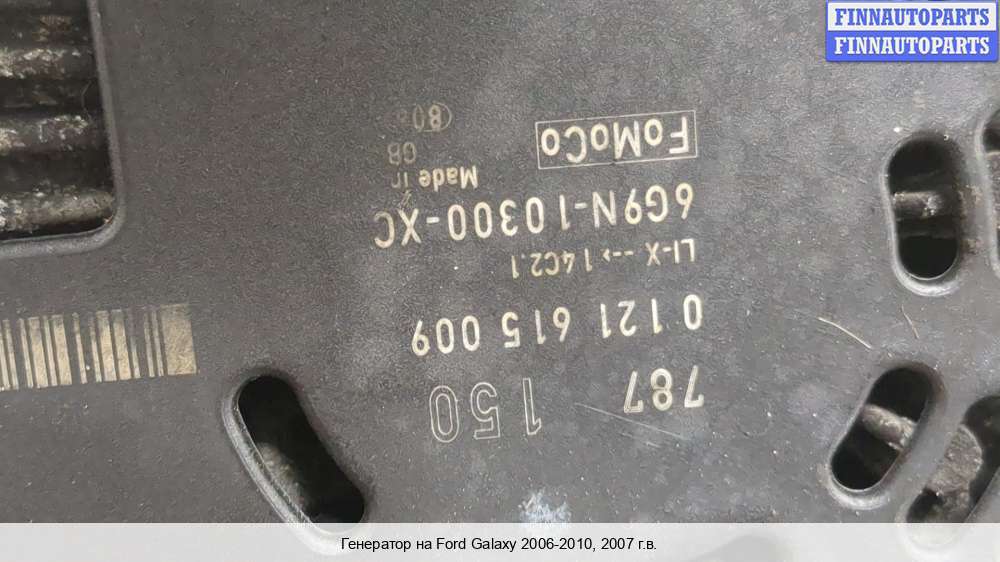 FINNAUTOPARTS
FINNAUTOPARTS
787
150
0 121 615 009
LI-X --> 14C2.1
6G9N-10300-XC
Made in
GB
FoMoCo
Генератор на Ford Galaxy 2006-2010, 2007 г.в.